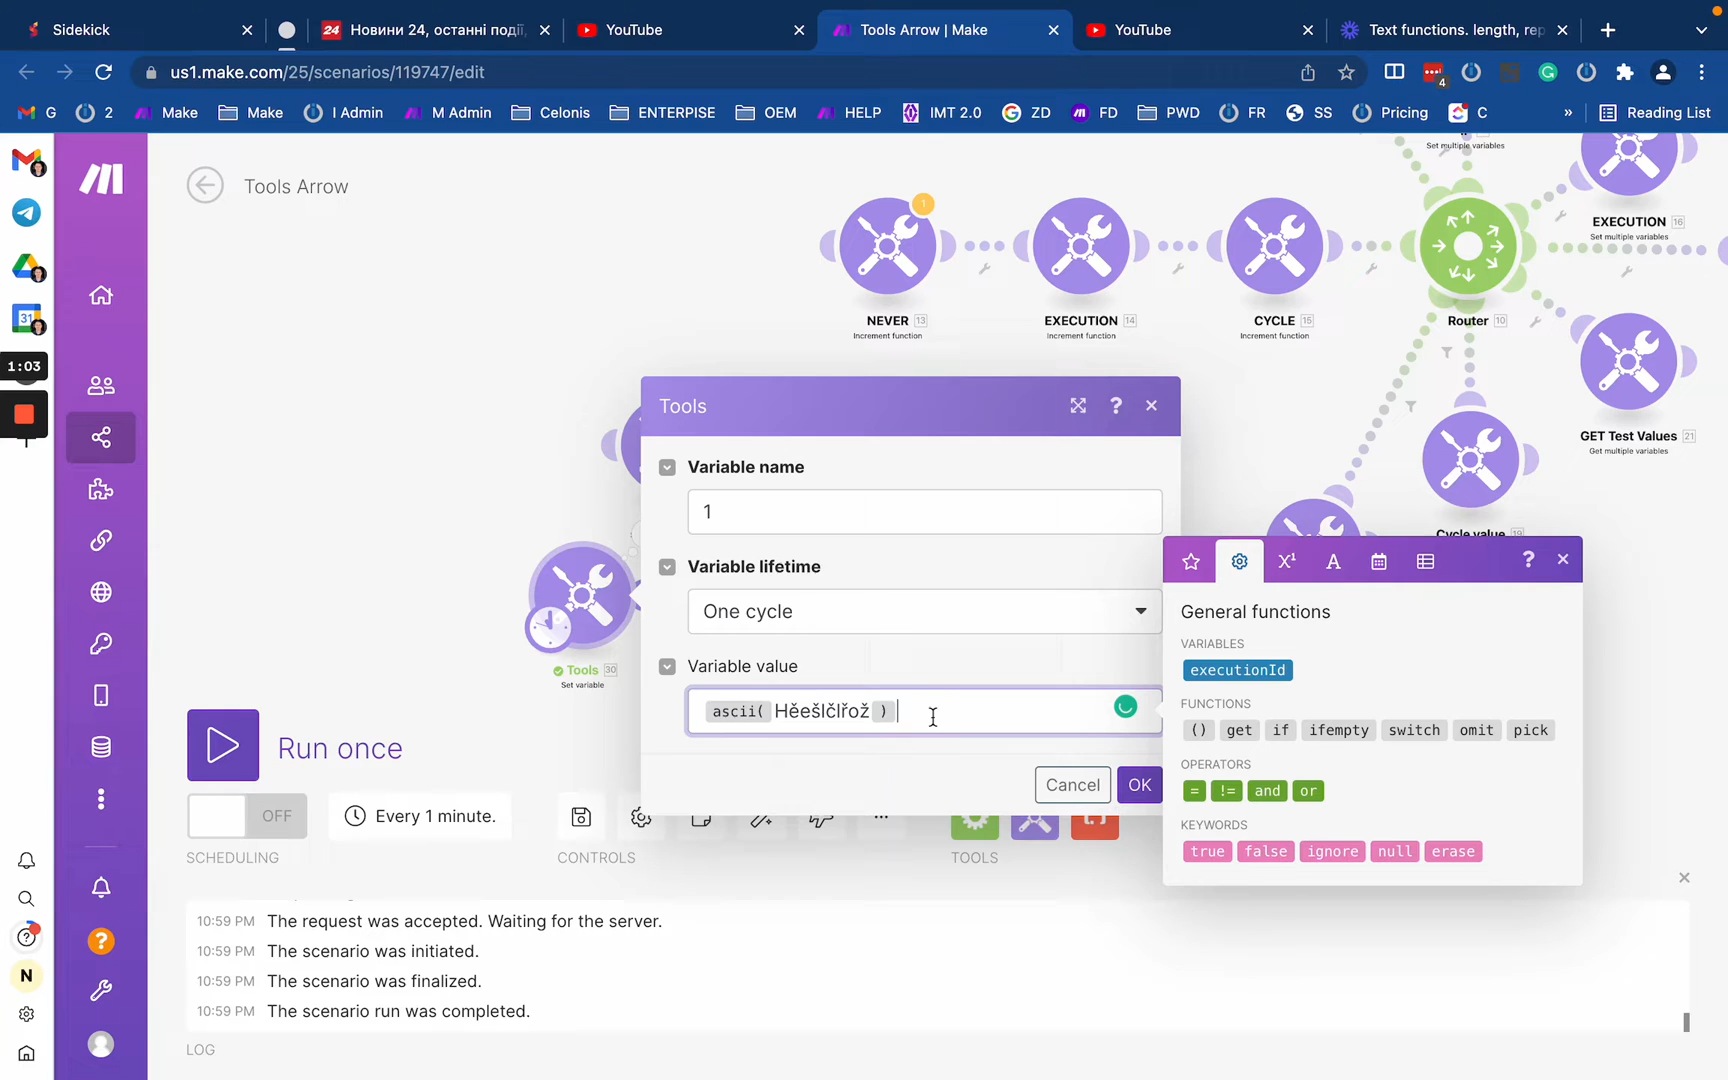 Sidekick
24 Новини 24, останні події,
YouTube
Tools Arrow | Make
YouTube
Text functions. length, rep
us1.make.com/25/scenarios/119747/edit
4
G
2
Make
Make
I Admin
M Admin
Celonis
ENTERPISE
OEM
HELP
IMT 2.0
ZD
FD
PWD
FR
SS
Pricing
C
»
Reading List
31
1:03
N
Tools Arrow
Set multiple variables
1
NEVER 13
Increment function
EXECUTION 14
Increment function
CYCLE 15
Increment function
Router 10
EXECUTION 16
Set multiple variables
GET Test Values 21
Get multiple variables
Cycle value 19
Tools 30
Set variable
Tools
Variable name
1
Variable lifetime
One cycle
Variable value
ascii( Hěešlčlřož )
Cancel
OK
General functions
VARIABLES
executionId
FUNCTIONS
() get if ifempty switch omit pick
OPERATORS
= != and or
KEYWORDS
true false ignore null erase
Run once
OFF
Every 1 minute.
SCHEDULING
CONTROLS
TOOLS
10:59 PM The request was accepted. Waiting for the server.
10:59 PM The scenario was initiated.
10:59 PM The scenario was finalized.
10:59 PM The scenario run was completed.
LOG